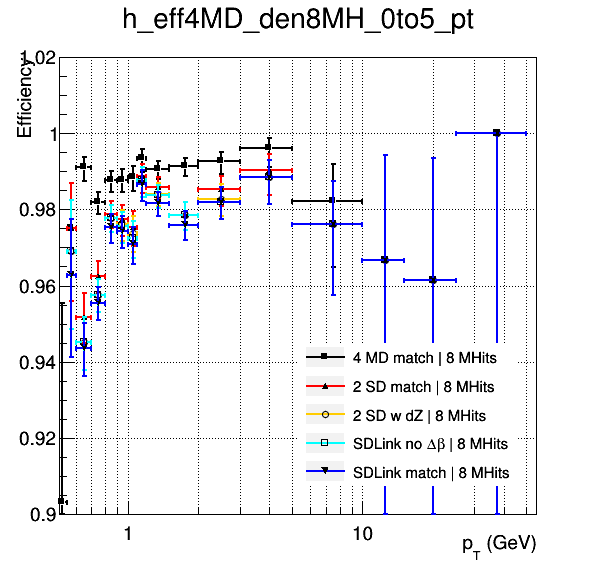 h_eff4MD_den8MH_0to5_pt
Efficiency
1.02
1
0.98
0.96
0.94
0.92
0.9
4 MD match | 8 MHits
2 SD match | 8 MHits
2 SD w dZ | 8 MHits
SDLink no Δβ | 8 MHits
SDLink match | 8 MHits
1
10
p_T (GeV)